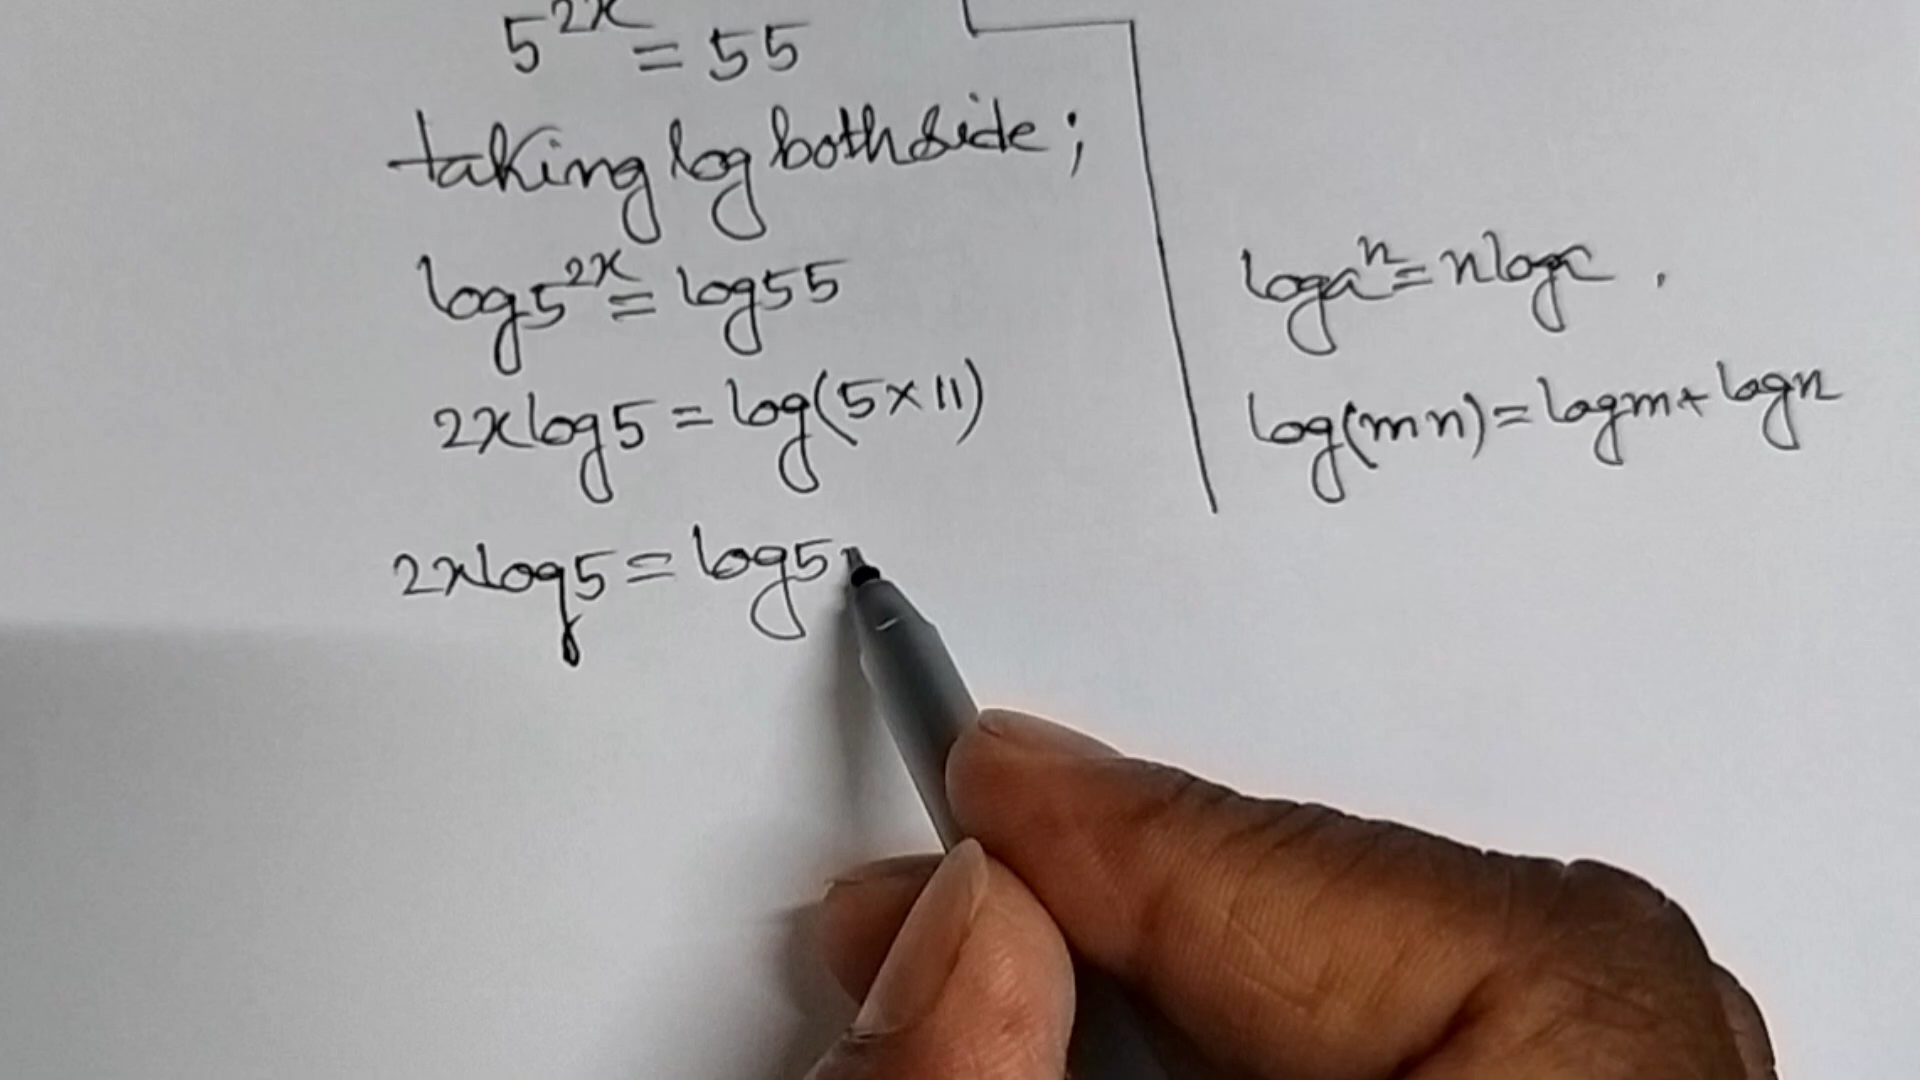 5^{2x} = 55
taking log both side ;
log 5^{2x} = log 55
2x log 5 = log(5 × 11)
2x log 5 = log 5
log a^n = n log a .
log(mn) = log m + log n